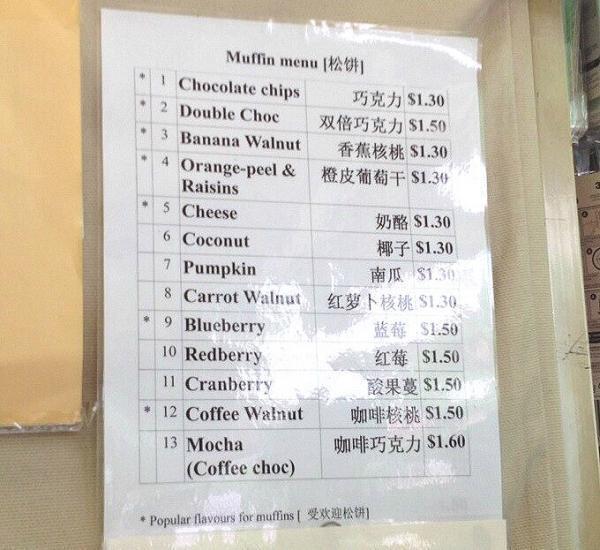 Muffin menu [松饼]
* 1 Chocolate chips 巧克力 $1.30
* 2 Double Choc 双倍巧克力 $1.50
* 3 Banana Walnut 香蕉核桃 $1.30
* 4 Orange-peel & 橙皮葡萄干 $1.30
Raisins
* 5 Cheese 奶酪 $1.30
6 Coconut 椰子 $1.30
7 Pumpkin 南瓜 $1.30
8 Carrot Walnut 红萝卜核桃 $1.30
* 9 Blueberry 蓝莓 $1.50
10 Redberry 红莓 $1.50
11 Cranberry 酸果蔓 $1.50
* 12 Coffee Walnut 咖啡核桃 $1.50
13 Mocha 咖啡巧克力 $1.60
(Coffee choc)
* Popular flavours for muffins [ 受欢迎松饼]